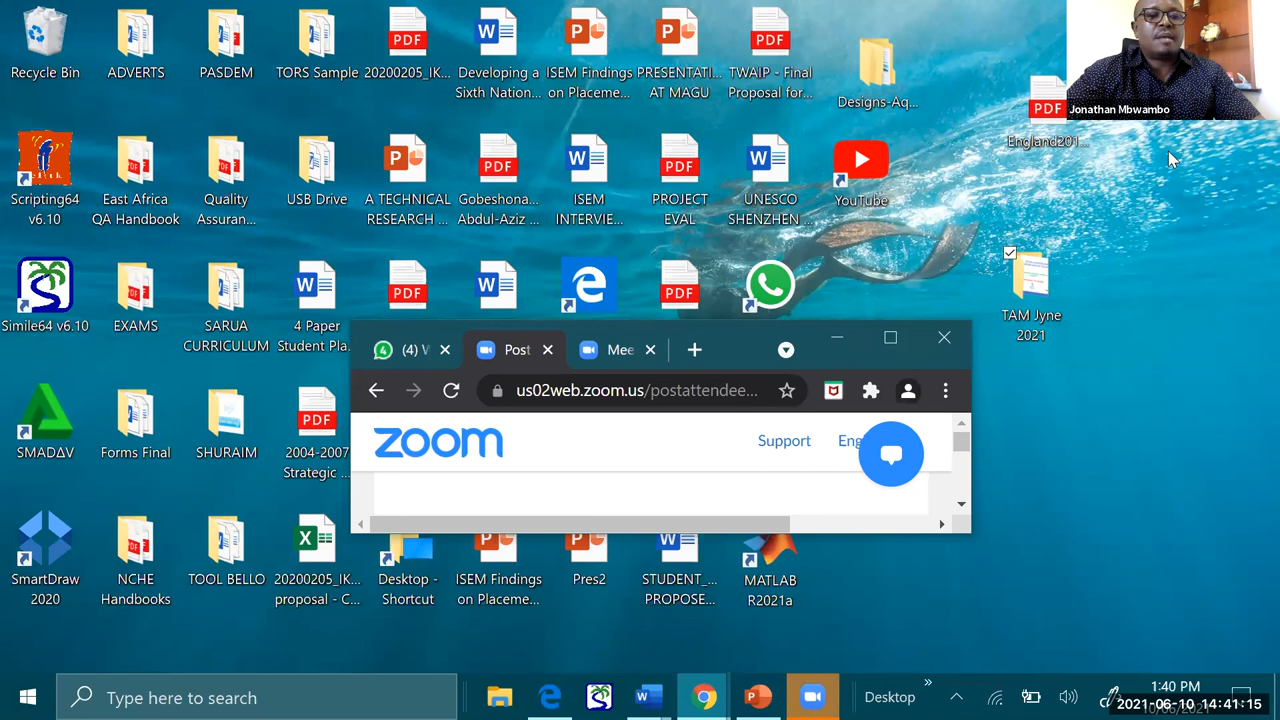 Recycle Bin
ADVERTS
PASDEM
TORS Sample
20200205_IK...
Developing a
Sixth Nation...
ISEM Findings
on Placeme...
PRESENTATI...
AT MAGU
TWAIP - Final
Proposal for...
Designs-Aq...
England201...
Jonathan Mbwambo
Scripting64
v6.10
East Africa
QA Handbook
Quality
Assuran...
USB Drive
A TECHNICAL
RESEARCH ...
Gobeshona...
Abdul-Aziz ...
ISEM
INTERVIE...
PROJECT
EVAL
UNESCO
SHENZHEN ...
YouTube
Simile64 v6.10
EXAMS
SARUA
CURRICULUM
4 Paper
Student Pla...
TAM Jyne
2021
(4) W
Post
Mee
us02web.zoom.us/postattendee...
zoom
Support
Eng
SMADAV
Forms Final
SHURAIM
2004-2007
Strategic ...
SmartDraw
2020
NCHE
Handbooks
TOOL BELLO
20200205_IK...
proposal - C...
Desktop -
Shortcut
ISEM Findings
on Placeme...
Pres2
STUDENT_...
PROPOSE...
MATLAB
R2021a
Type here to search
Desktop
1:40 PM
2021-06-10 14:41:15